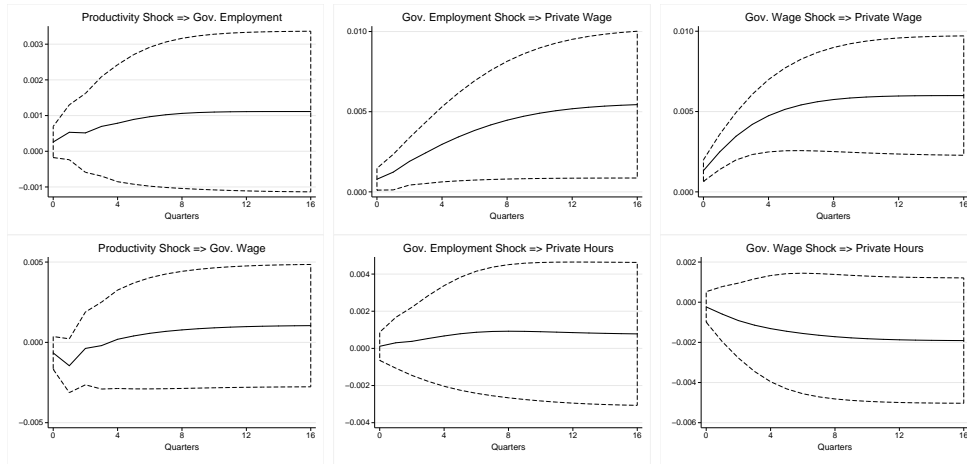 Productivity Shock => Gov. Employment
0.003
0.002
0.001
0.000
−0.001
0 4 8 12 16
Quarters
Gov. Employment Shock => Private Wage
0.010
0.005
0.000
0 4 8 12 16
Quarters
Gov. Wage Shock => Private Wage
0.010
0.005
0.000
0 4 8 12 16
Quarters
Productivity Shock => Gov. Wage
0.005
0.000
−0.005
0 4 8 12 16
Quarters
Gov. Employment Shock => Private Hours
0.004
0.002
0.000
−0.002
−0.004
0 4 8 12 16
Quarters
Gov. Wage Shock => Private Hours
0.002
0.000
−0.002
−0.004
−0.006
0 4 8 12 16
Quarters